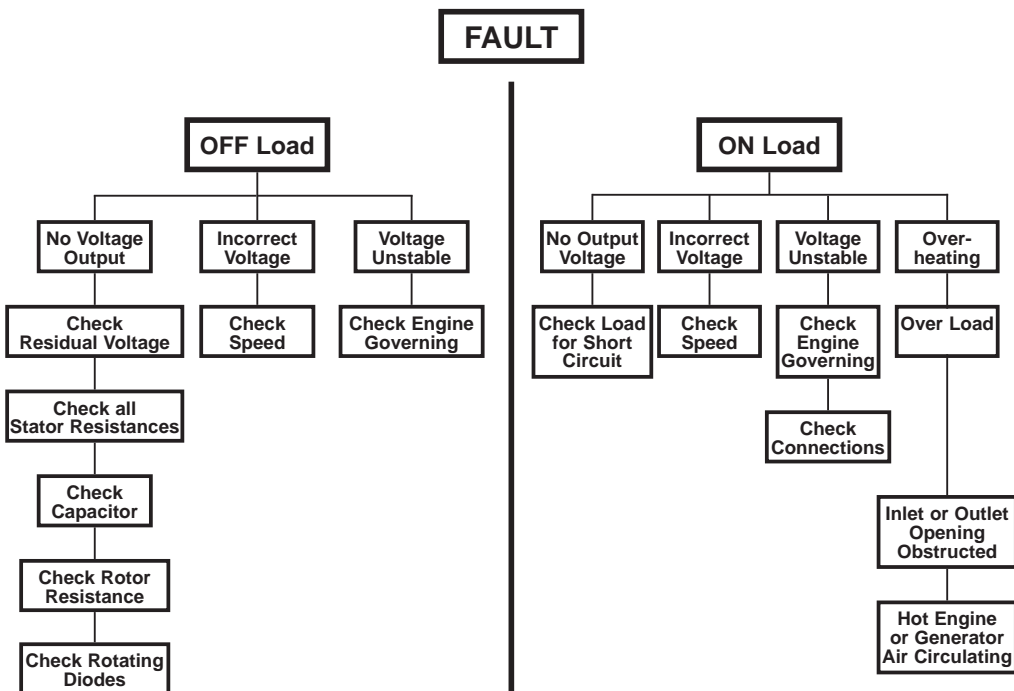 FAULT
OFF Load
No Voltage
Output
Incorrect
Voltage
Voltage
Unstable
Check
Residual Voltage
Check
Speed
Check Engine
Governing
Check all
Stator Resistances
Check
Capacitor
Check Rotor
Resistance
Check Rotating
Diodes
ON Load
No Output
Voltage
Incorrect
Voltage
Voltage
Unstable
Over-
heating
Check Load
for Short
Circuit
Check
Speed
Check
Engine
Governing
Over Load
Check
Connections
Inlet or Outlet
Opening
Obstructed
Hot Engine
or Generator
Air Circulating